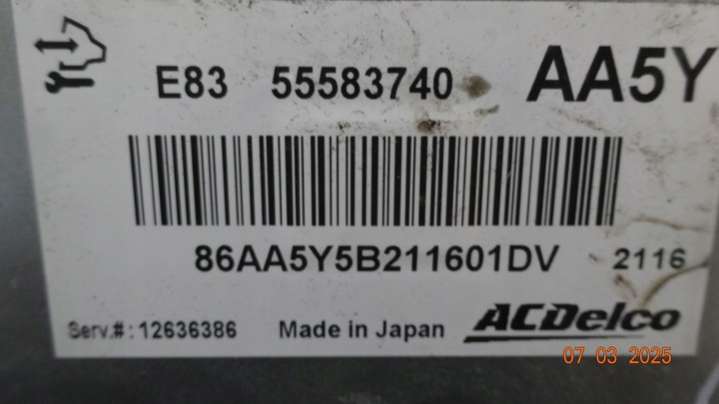 E83 55583740 AA5Y
86AA5Y5B211601DV 2116
Serv.#: 12636386 Made in Japan ACDelco
07 03 2025